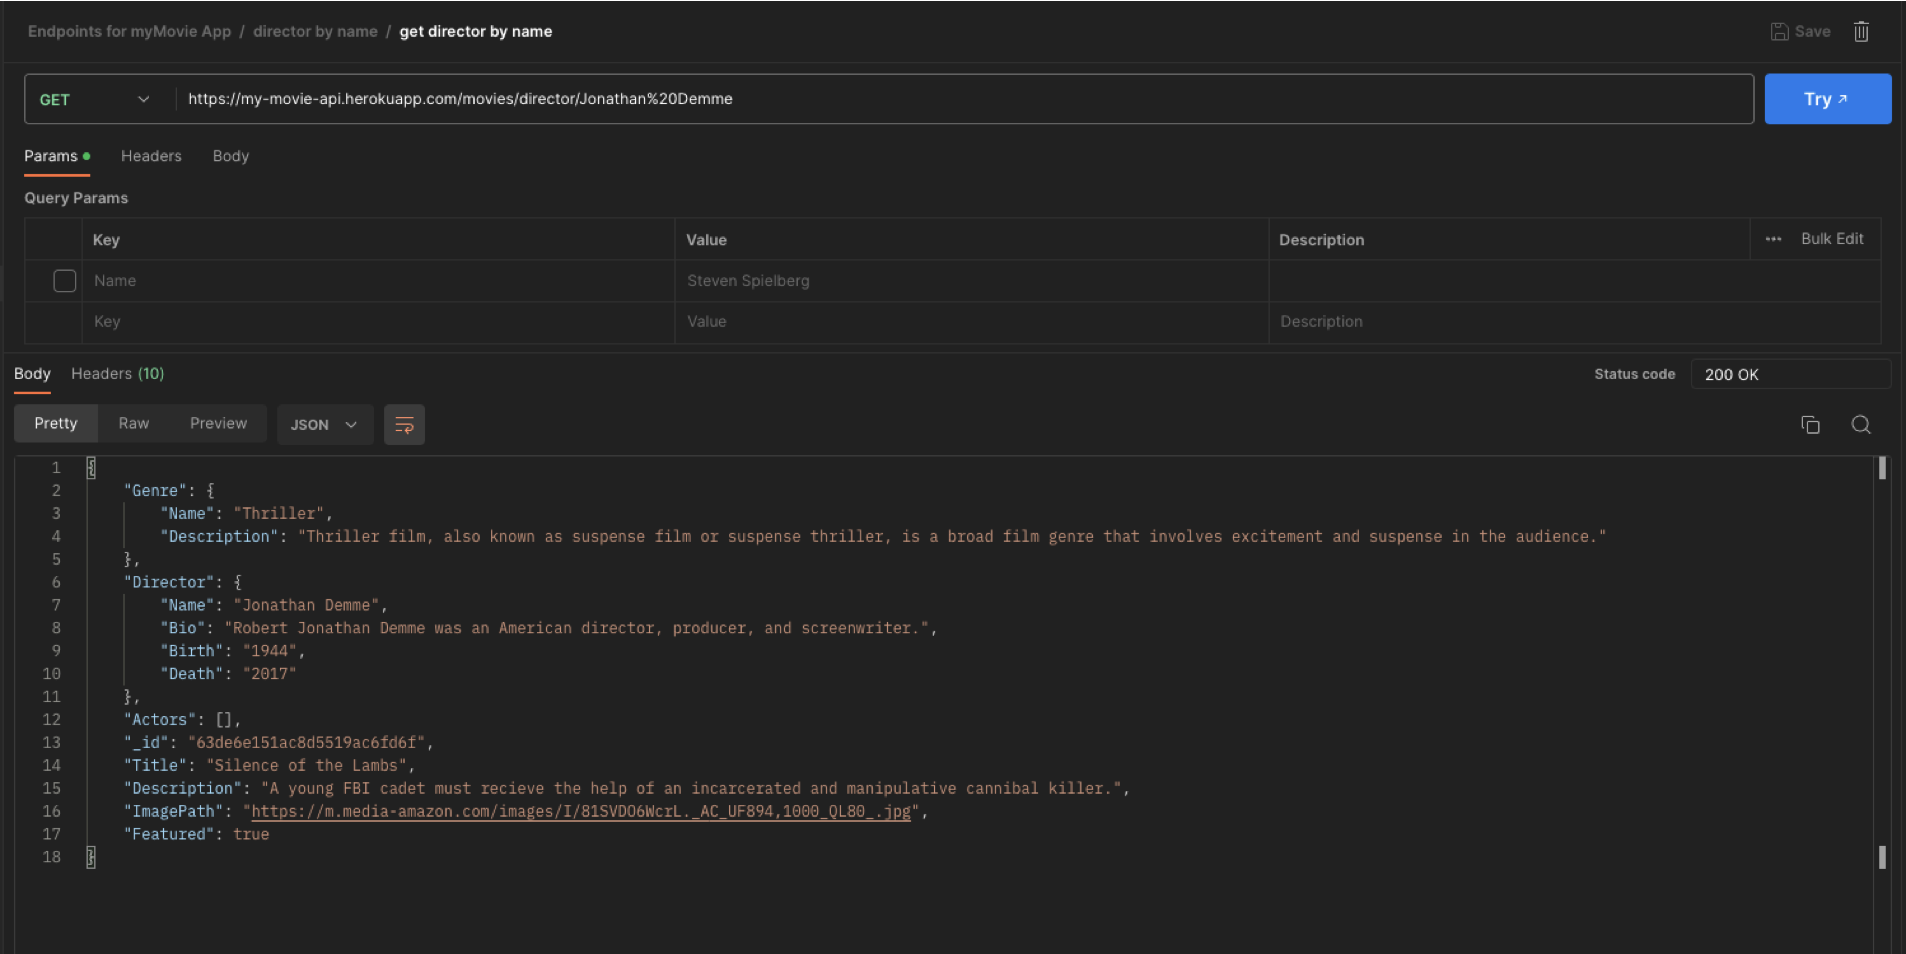 Endpoints for myMovie App / director by name / get director by name
Save
GET https://my-movie-api.herokuapp.com/movies/director/Jonathan%20Demme
Try
Params Headers Body
Query Params
Key Value Description ••• Bulk Edit
Name Steven Spielberg
Key Value Description
Body Headers (10) Status code 200 OK
Pretty Raw Preview JSON
1 {
2 "Genre": {
3 "Name": "Thriller",
4 "Description": "Thriller film, also known as suspense film or suspense thriller, is a broad film genre that involves excitement and suspense in the audience."
5 },
6 "Director": {
7 "Name": "Jonathan Demme",
8 "Bio": "Robert Jonathan Demme was an American director, producer, and screenwriter.",
9 "Birth": "1944",
10 "Death": "2017"
11 },
12 "Actors": [],
13 "_id": "63de6e151ac8d5519ac6fd6f",
14 "Title": "Silence of the Lambs",
15 "Description": "A young FBI cadet must recieve the help of an incarcerated and manipulative cannibal killer.",
16 "ImagePath": "https://m.media-amazon.com/images/I/81SVDO6WcrL._AC_UF894,1000_QL80_.jpg",
17 "Featured": true
18 }